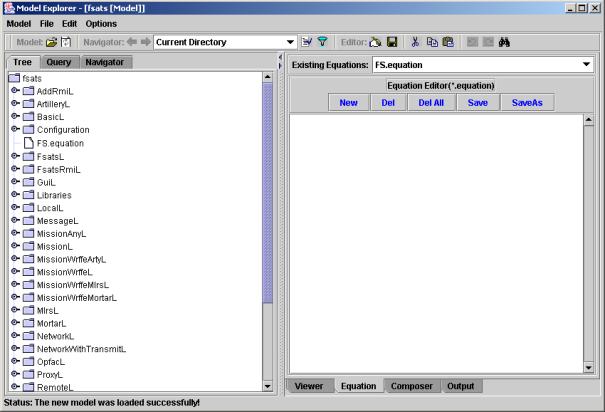 Model Explorer - [fsats [Model]]
Model File Edit Options
Model: Navigator: Current Directory Editor:
Tree Query Navigator
fsats
AddRmiL
ArtilleryL
BasicL
Configuration
FS.equation
FsatsL
FsatsRmiL
GuiL
Libraries
LocalL
MessageL
MissionAnyL
MissionL
MissionWrffeArtyL
MissionWrffeL
MissionWrffeMlrsL
MissionWrffeMortarL
MlrsL
MortarL
NetworkL
NetworkWithTransmitL
OpfacL
ProxyL
RemoteL
Existing Equations: FS.equation
Equation Editor(*.equation)
New Del Del All Save SaveAs
Viewer Equation Composer Output
Status: The new model was loaded successfully!